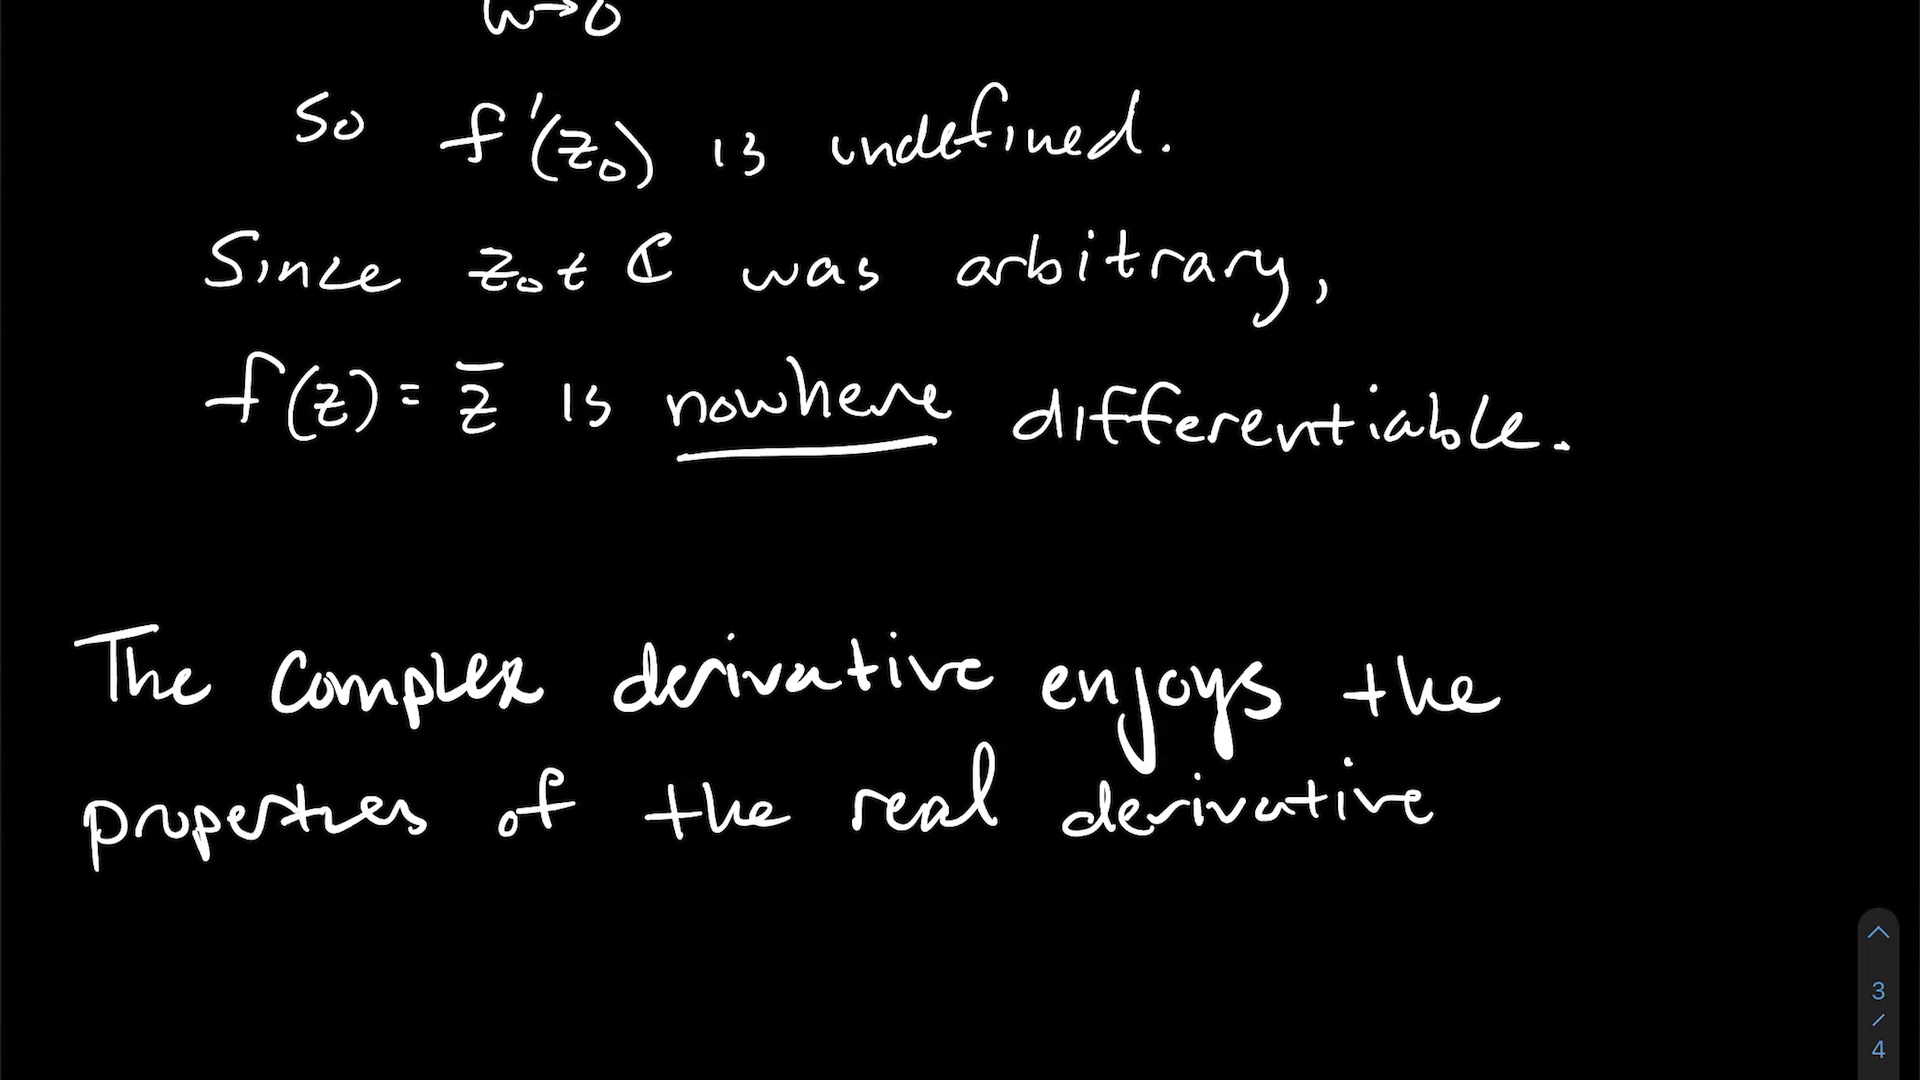 w→0
So f'(z₀) is undefined.
Since z₀ ∈ ℂ was arbitrary,
f(z) = z̄ is nowhere differentiable.
The complex derivative enjoys the
properties of the real derivative
3
/
4